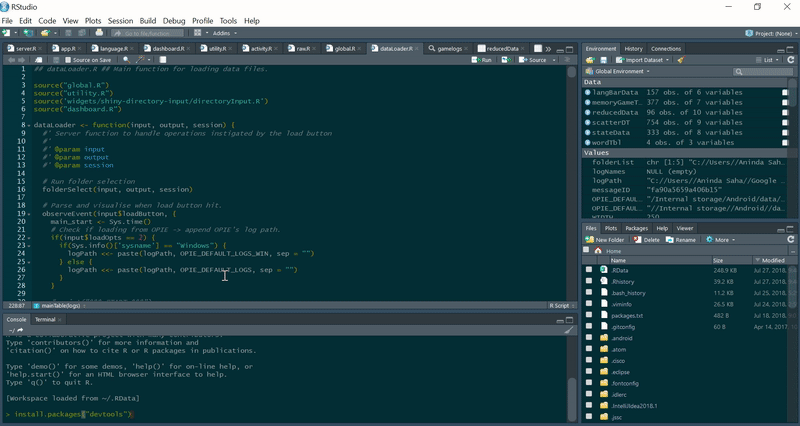 RStudio
File Edit Code View Plots Session Build Debug Profile Tools Help
Go to file/function
Addins
Project: (None)
server.R app.R language.R dashboard.R utility.R activity.R raw.R global.R dataLoader.R gamelogs reducedData
Source on Save
Run
Source
1 ## dataLoader.R ## Main function for loading data files.
2
3 source("global.R")
4 source("utility.R")
5 source("widgets/shiny-directory-input/directoryInput.R")
6 source("dashboard.R")
7
8 dataLoader <- function(input, output, session) {
9 #' Server function to handle operations instigated by the load button
10 #'
11 #' @param input
12 #' @param output
13 #' @param session
14
15 # Run folder selection
16 folderSelect(input, output, session)
17
18 # Parse and visualise when load button hit.
19 observeEvent(input$loadButton, {
20 main_start <- Sys.time()
21 # Check if loading from OPIE -> append OPIE's log path.
22 if(input$loadOpts == 2) {
23 if(Sys.info()['sysname'] == "Windows") {
24 logPath <<- paste(logPath, OPIE_DEFAULT_LOGS_WIN, sep = "")
25 } else {
26 logPath <<- paste(logPath, OPIE_DEFAULT_LOGS, sep = "")
27 }
28 }
29
228:87 mainTable(logs) R Script
Console Terminal
~/
Type 'contributors()' for more information and
'citation()' on how to cite R or R packages in publications.
Type 'demo()' for some demos, 'help()' for on-line help, or
'help.start()' for an HTML browser interface to help.
Type 'q()' to quit R.
[Workspace loaded from ~/.RData]
> install.packages("devtools")
Environment History Connections
Import Dataset List
Global Environment
Data
langBarData 157 obs. of 6 variables
memoryGameT… 377 obs. of 7 variables
reducedData 96 obs. of 10 variables
scatterDT 754 obs. of 9 variables
stateData 333 obs. of 8 variables
wordTbl 4 obs. of 3 variables
Values
folderList chr [1:5] "C://Users//Aninda Sah…
logNames NULL (empty)
logPath "C://Users//Aninda Saha//Google …
messageID "fa90a5659a406b15"
OPIE_DEFAUL… "/Internal storage/Android/data/…
OPIE_DEFAUL… "//Internal storage//Android//da…
250
Files Plots Packages Help Viewer
New Folder Delete Rename More
Home
Name Size Modified
.RData 248.9 KB Jul 27, 2018,
.Rhistory 39.2 KB Jul 27, 2018,
.bash_history 11.2 KB Jul 25, 2018,
.viminfo 26.5 KB Jul 24, 2018,
packages.txt 482 B Jul 18, 2018,
.gitconfig 60 B Apr 14, 2017
.android
.atom
.cisco
.eclipse
.fontconfig
.idlerc
.IntelliJIdea2018.1
.jssc